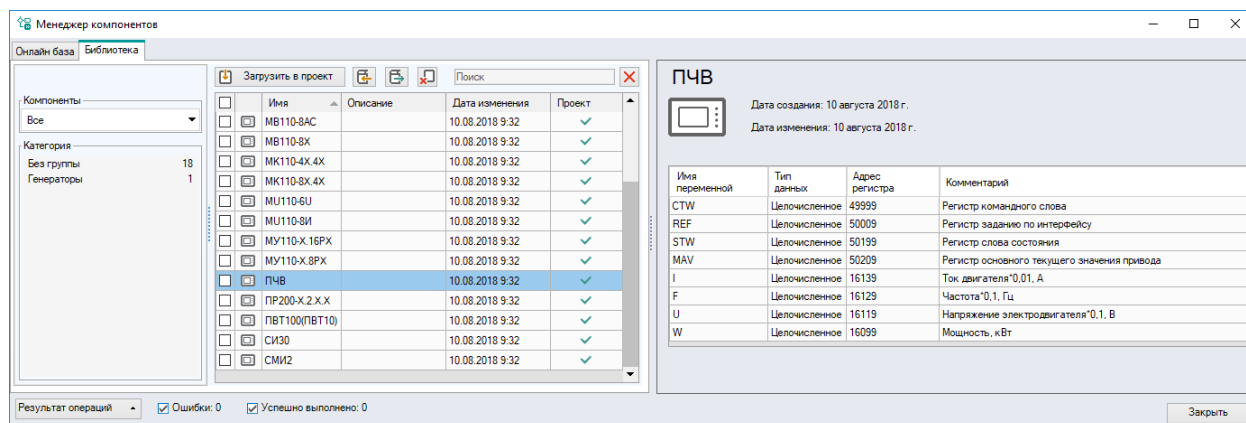 Менеджер компонентов
Онлайн база Библиотека
Загрузить в проект Поиск
Компоненты
Все
Категория
Без группы 18
Генераторы 1
Имя Описание Дата изменения Проект
МВ110-8АС 10.08.2018 9:32
МВ110-8Х 10.08.2018 9:32
МК110-4Х.4Х 10.08.2018 9:32
МК110-8Х.4Х 10.08.2018 9:32
MU110-6U 10.08.2018 9:32
MU110-8И 10.08.2018 9:32
МУ110-Х.16РХ 10.08.2018 9:32
МУ110-Х.8РХ 10.08.2018 9:32
ПЧВ 10.08.2018 9:32
ПР200-Х.2.Х.Х 10.08.2018 9:32
ПВТ100(ПВТ10) 10.08.2018 9:32
СИ30 10.08.2018 9:32
СМИ2 10.08.2018 9:32
ПЧВ
Дата создания: 10 августа 2018 г.
Дата изменения: 10 августа 2018 г.
Имя переменной Тип данных Адрес регистра Комментарий
CTW Целочисленное 49999 Регистр командного слова
REF Целочисленное 50009 Регистр заданию по интерфейсу
STW Целочисленное 50199 Регистр слова состояния
MAV Целочисленное 50209 Регистр основного текущего значения привода
I Целочисленное 16139 Ток двигателя*0,01, А
F Целочисленное 16129 Частота*0,1, Гц
U Целочисленное 16119 Напряжение электродвигателя*0,1, В
W Целочисленное 16099 Мощность, кВт
Результат операций Ошибки: 0 Успешно выполнено: 0
Закрыть